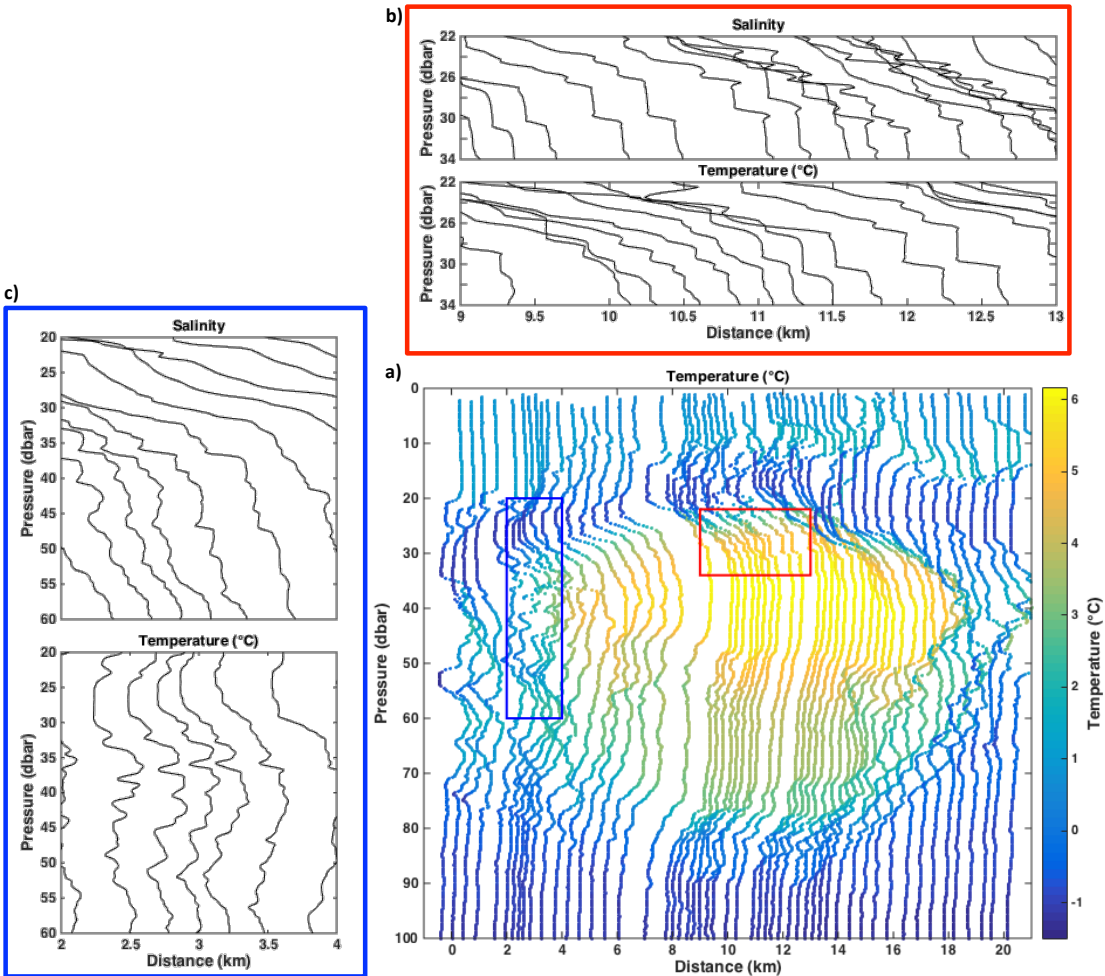 b)
Salinity
22
26
30
34
Pressure (dbar)
Temperature (°C)
22
26
30
34
Pressure (dbar)
9 9.5 10 10.5 11 11.5 12 12.5 13
Distance (km)
c)
Salinity
20
25
30
35
40
45
50
55
60
Pressure (dbar)
Temperature (°C)
20
25
30
35
40
45
50
55
60
Pressure (dbar)
2 2.5 3 3.5 4
Distance (km)
a)
Temperature (°C)
0
10
20
30
40
50
60
70
80
90
100
Pressure (dbar)
0 2 4 6 8 10 12 14 16 18 20
Distance (km)
6
5
4
3
2
1
0
-1
Temperature (°C)